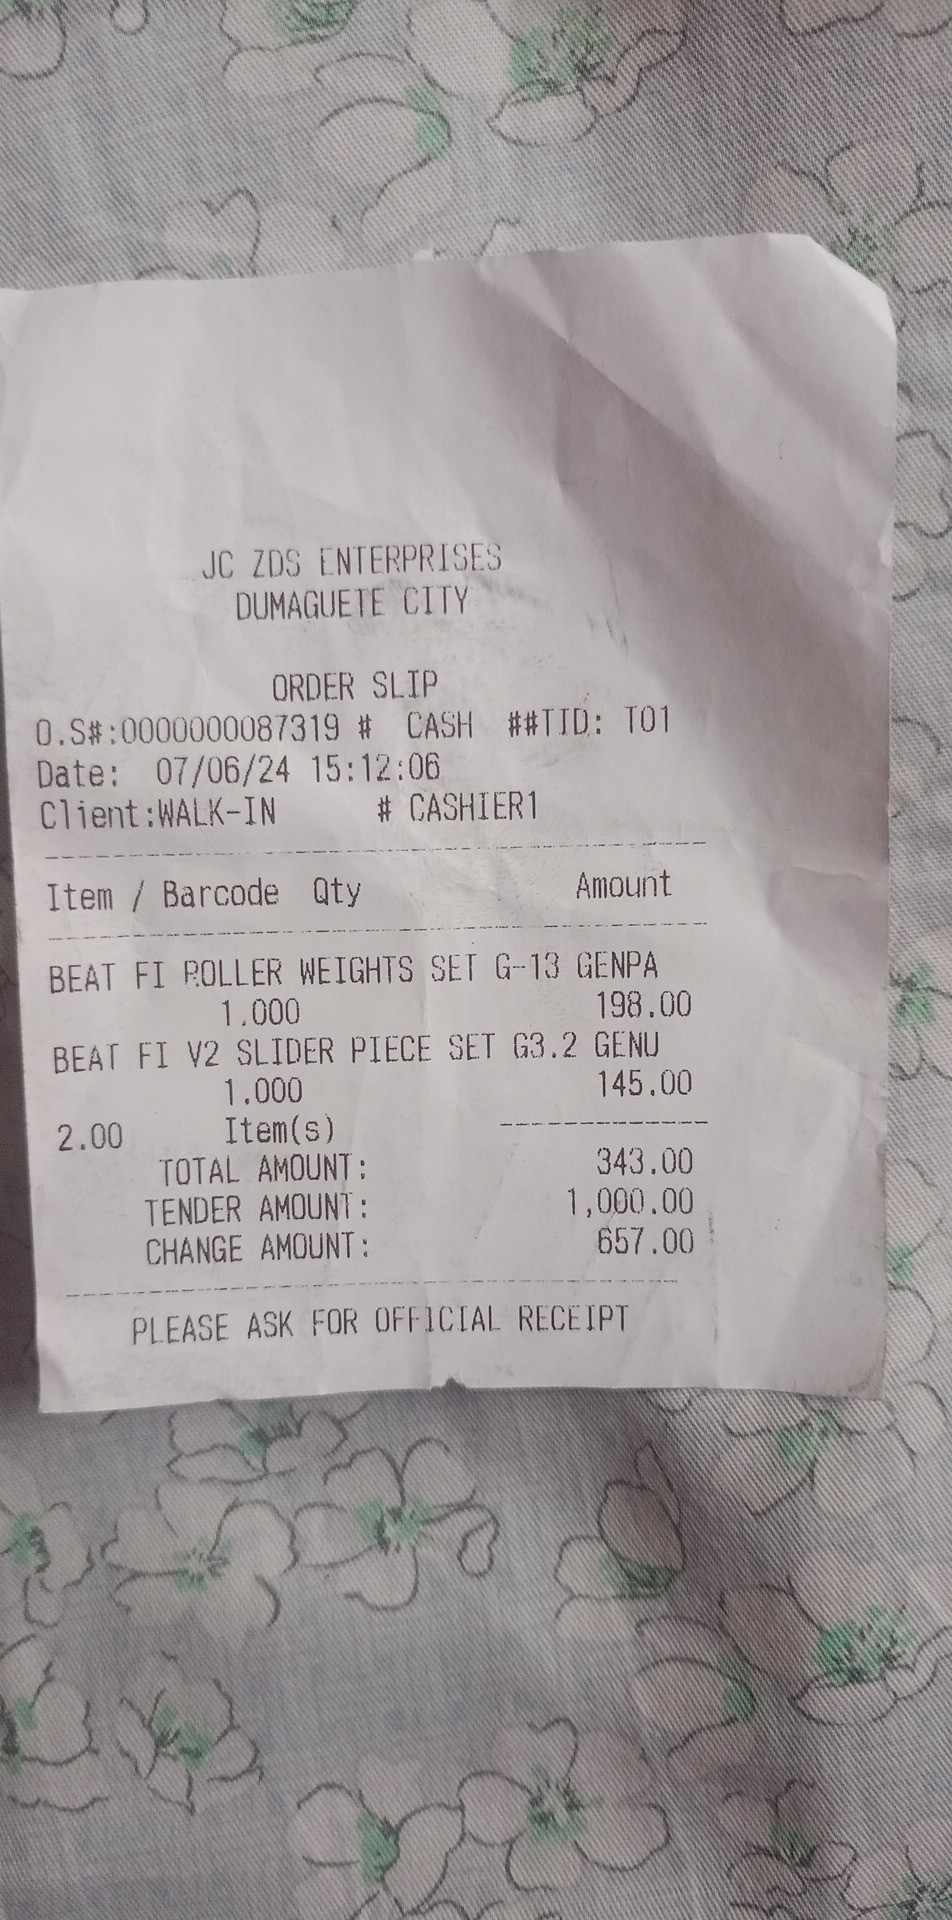 JC ZDS ENTERPRISES
DUMAGUETE CITY
ORDER SLIP
O.S#:0000000087319 # CASH ##TID: T01
Date: 07/06/24 15:12:06
Client:WALK-IN # CASHIER1
Item / Barcode Qty Amount
BEAT FI ROLLER WEIGHTS SET G-13 GENPA
1.000 198.00
BEAT FI V2 SLIDER PIECE SET G3.2 GENU
1.000 145.00
2.00 Item(s)
TOTAL AMOUNT: 343.00
TENDER AMOUNT: 1,000.00
CHANGE AMOUNT: 657.00
PLEASE ASK FOR OFFICIAL RECEIPT